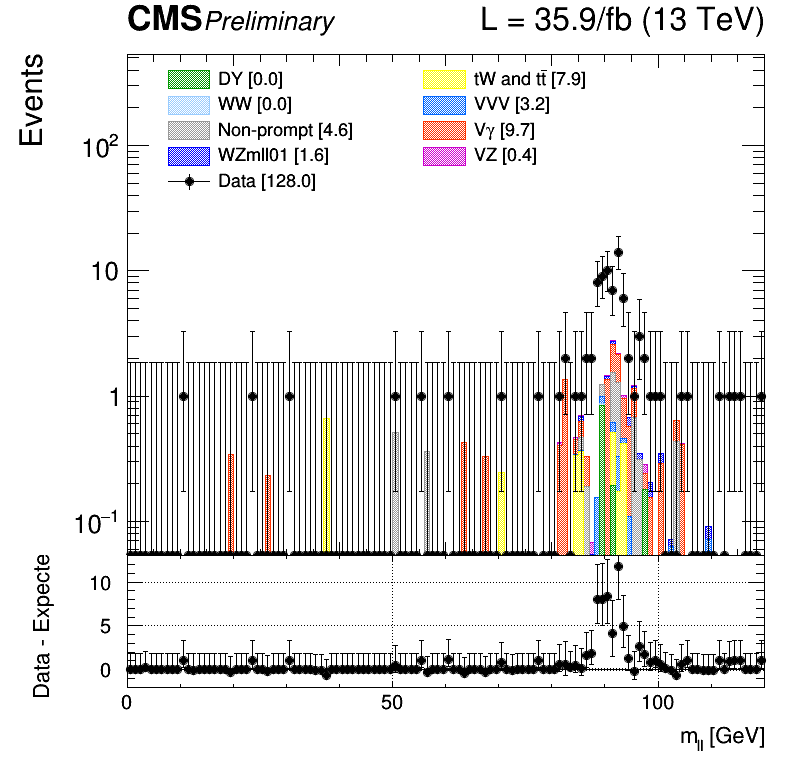 CMS Preliminary L = 35.9/fb (13 TeV)
Events
DY [0.0]
WW [0.0]
Non-prompt [4.6]
WZmll01 [1.6]
Data [128.0]
tW and tt̄ [7.9]
VVV [3.2]
Vγ [9.7]
VZ [0.4]
10²
10
1
10⁻¹
Data - Expecte
10
5
0
0 50 100
m_ll [GeV]